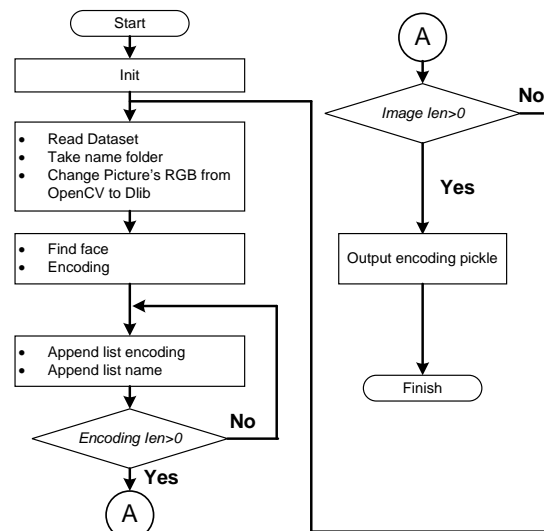 Start
Init
• Read Dataset
• Take name folder
• Change Picture's RGB from
OpenCV to Dlib
• Find face
• Encoding
• Append list encoding
• Append list name
Encoding len>0
No
Yes
A
A
Image len>0
No
Yes
Output encoding pickle
Finish